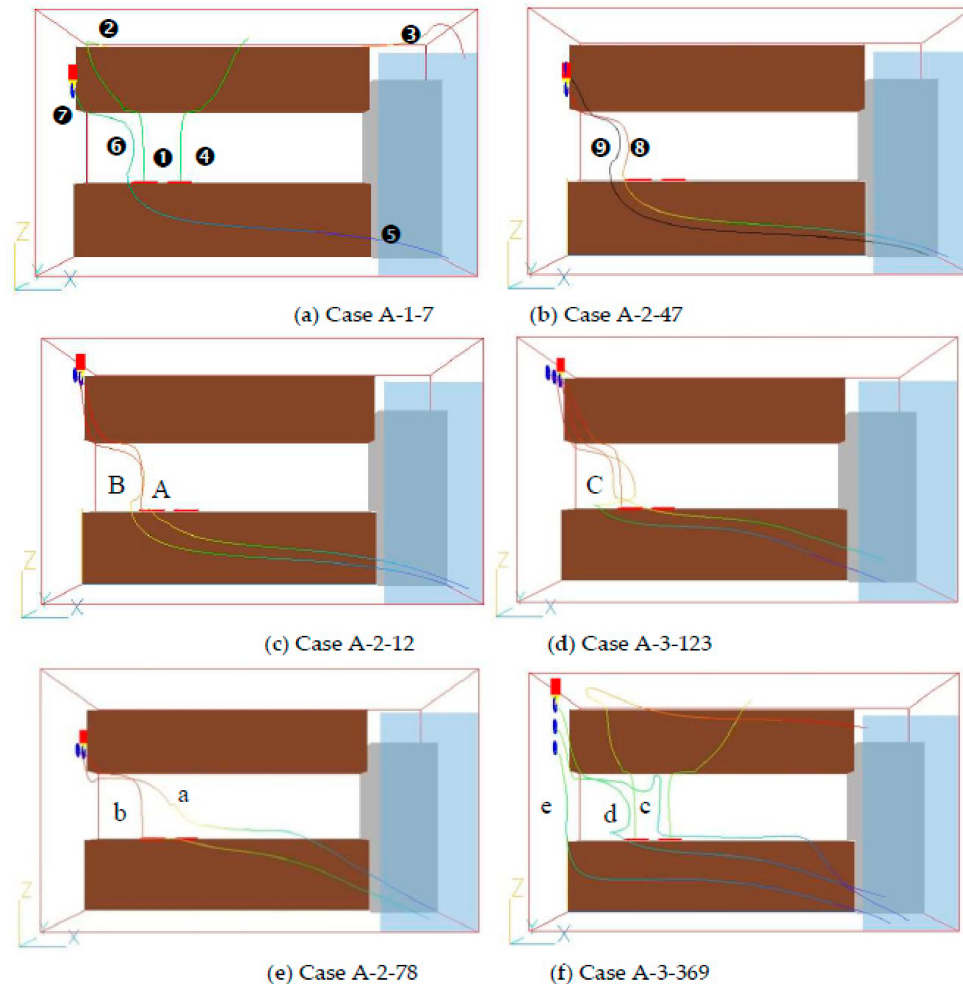 ❷ ❸
❼
❻ ❶ ❹
❺
Z
Y X
(a) Case A-1-7
❾ ❽
Z
Y X
(b) Case A-2-47
B A
Z
Y X
(c) Case A-2-12
C
Z
Y X
(d) Case A-3-123
a
b
Z
Y X
(e) Case A-2-78
e d c
Z
Y X
(f) Case A-3-369